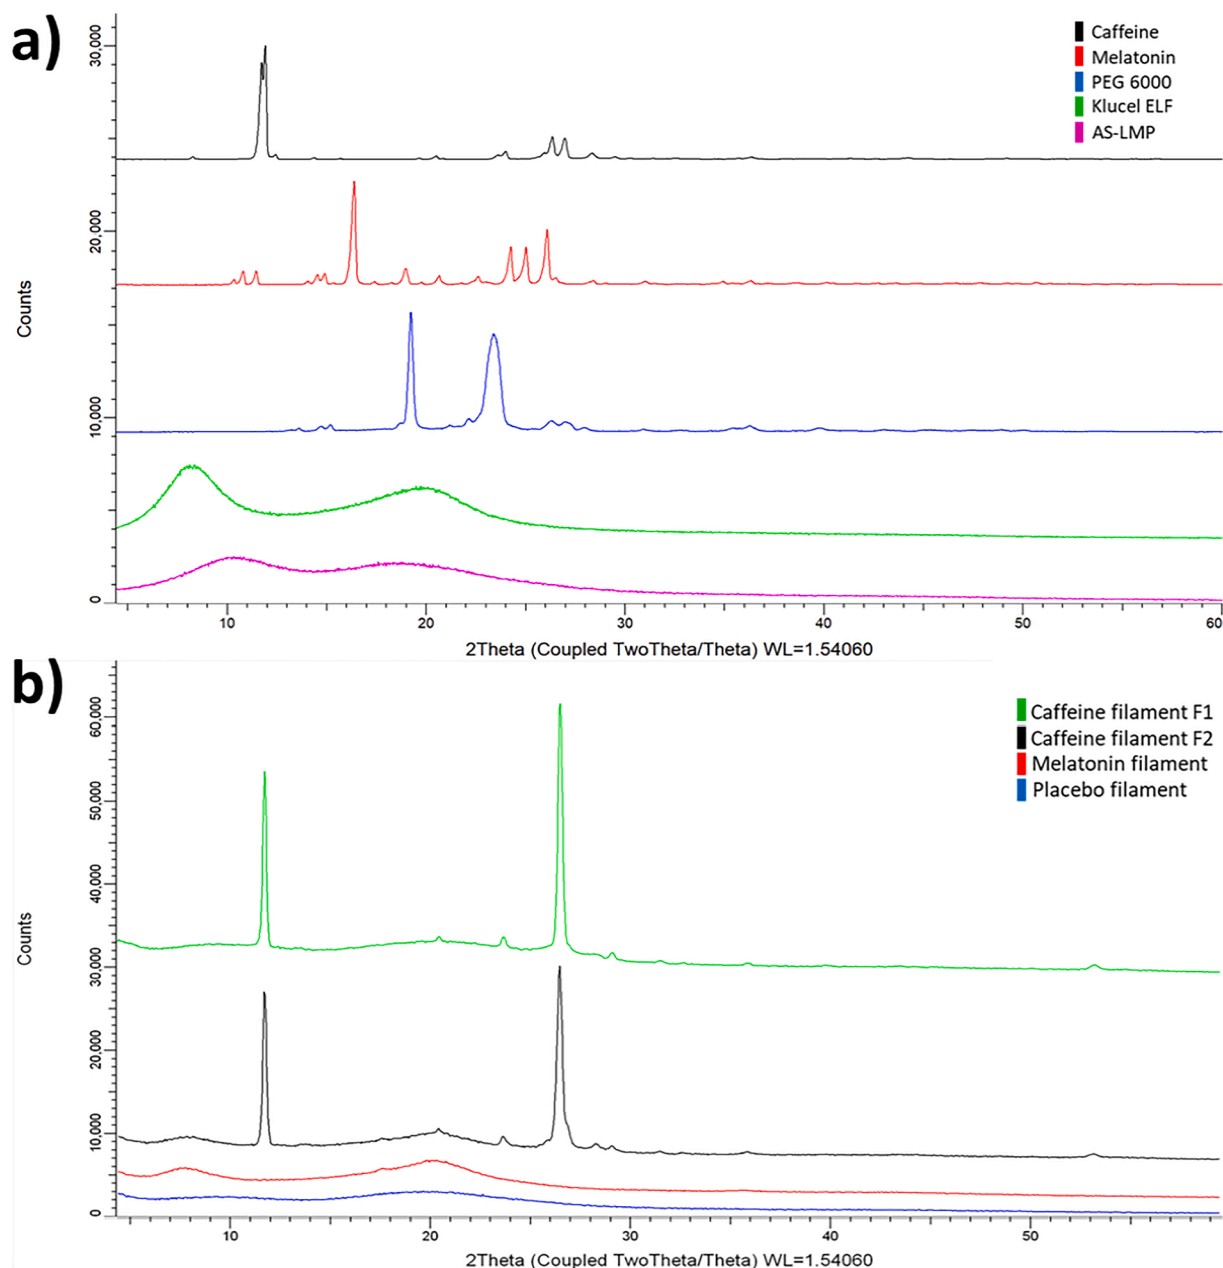 a)
30,000
20,000
10,000
0
Counts
Caffeine
Melatonin
PEG 6000
Klucel ELF
AS-LMP
10
20
30
40
50
60
2Theta (Coupled TwoTheta/Theta) WL=1.54060
b)
60,000
50,000
40,000
30,000
20,000
10,000
0
Counts
Caffeine filament F1
Caffeine filament F2
Melatonin filament
Placebo filament
10
20
30
40
50
2Theta (Coupled TwoTheta/Theta) WL=1.54060